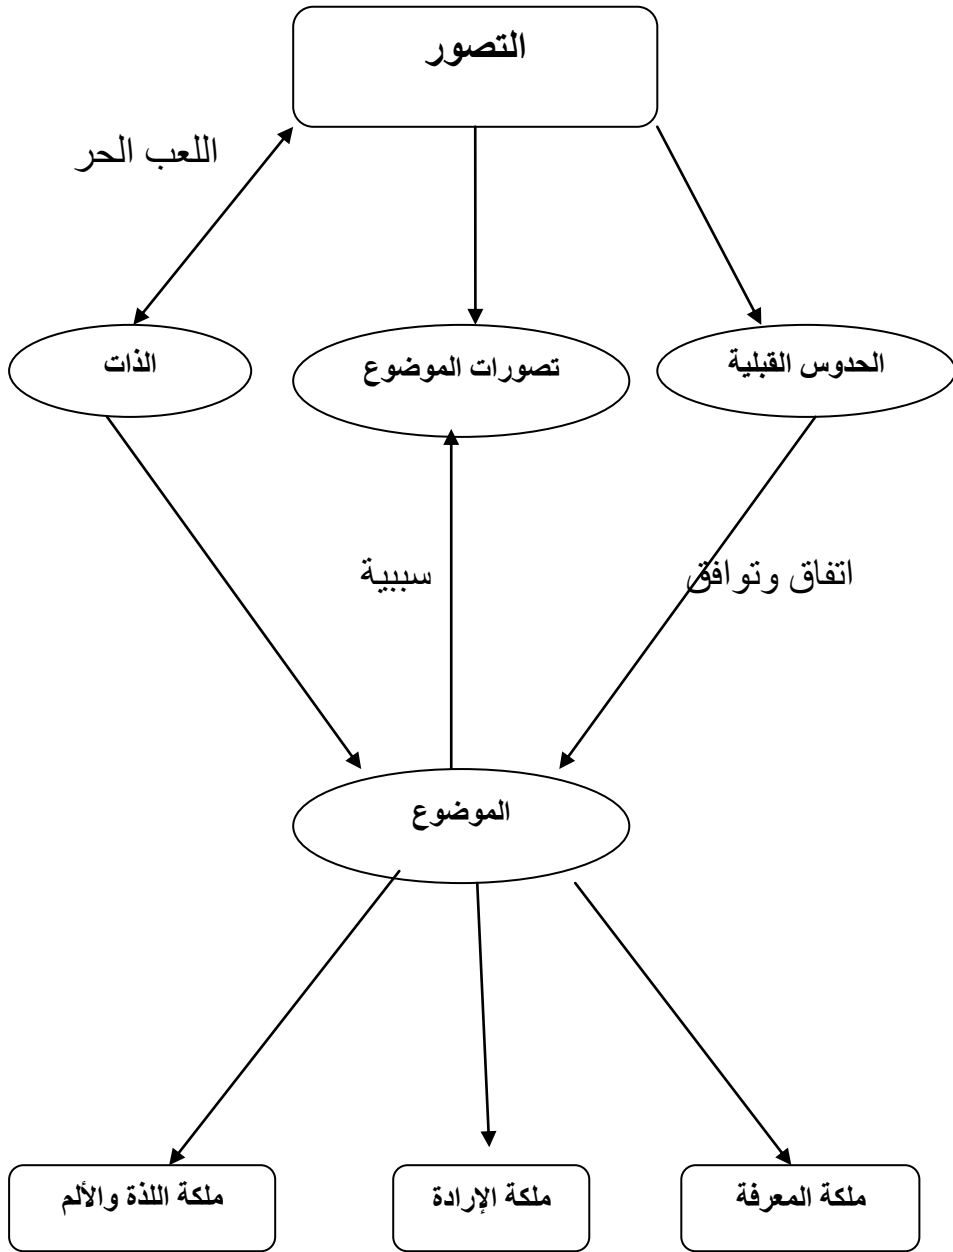 التصور
اللعب الحر
الحدوس القبلية
تصورات الموضوع
الذات
اتفاق وتوافق
سببية
الموضوع
ملكة المعرفة
ملكة الإرادة
ملكة اللذة والألم